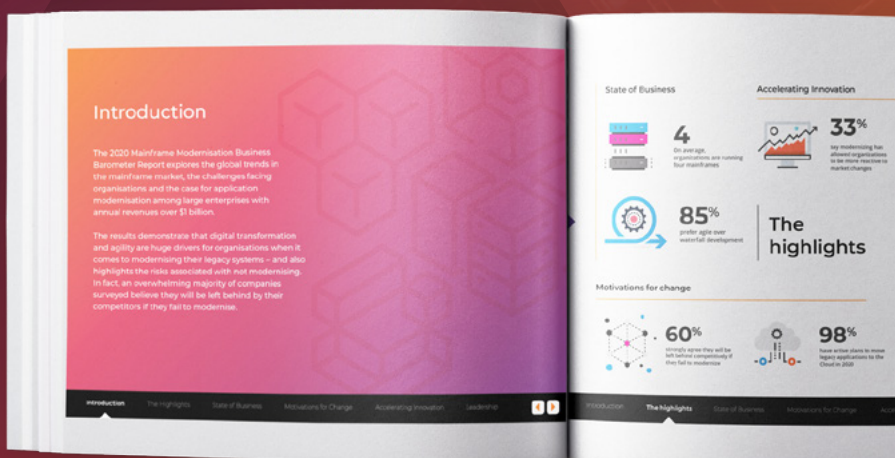 Introduction
The 2020 Mainframe Modernisation Business
Barometer Report explores the global trends in
the mainframe market, the challenges facing
organisations and the case for application
modernisation among large enterprises with
annual revenues over $1 billion.
The results demonstrate that digital transformation
and agility are huge drivers for organisations when it
comes to modernising their legacy systems – and also
highlights the risks associated with not modernising.
In fact, an overwhelming majority of companies
surveyed believe they will be left behind by their
competitors if they fail to modernise.
Introduction
The Highlights
State of Business
Motivations for Change
Accelerating Innovation
Leadership
State of Business
4
On average,
organisations are running
four mainframes
85%
prefer agile over
waterfall development
Accelerating Innovation
33%
say modernizing has
allowed organisations
to be more reactive to
market changes
The
highlights
Motivations for change
60%
strongly agree they will be
left behind competitively if
they fail to modernize
98%
have active plans to move
legacy applications to the
Cloud in 2020
Introduction
The highlights
State of Business
Motivations for Change